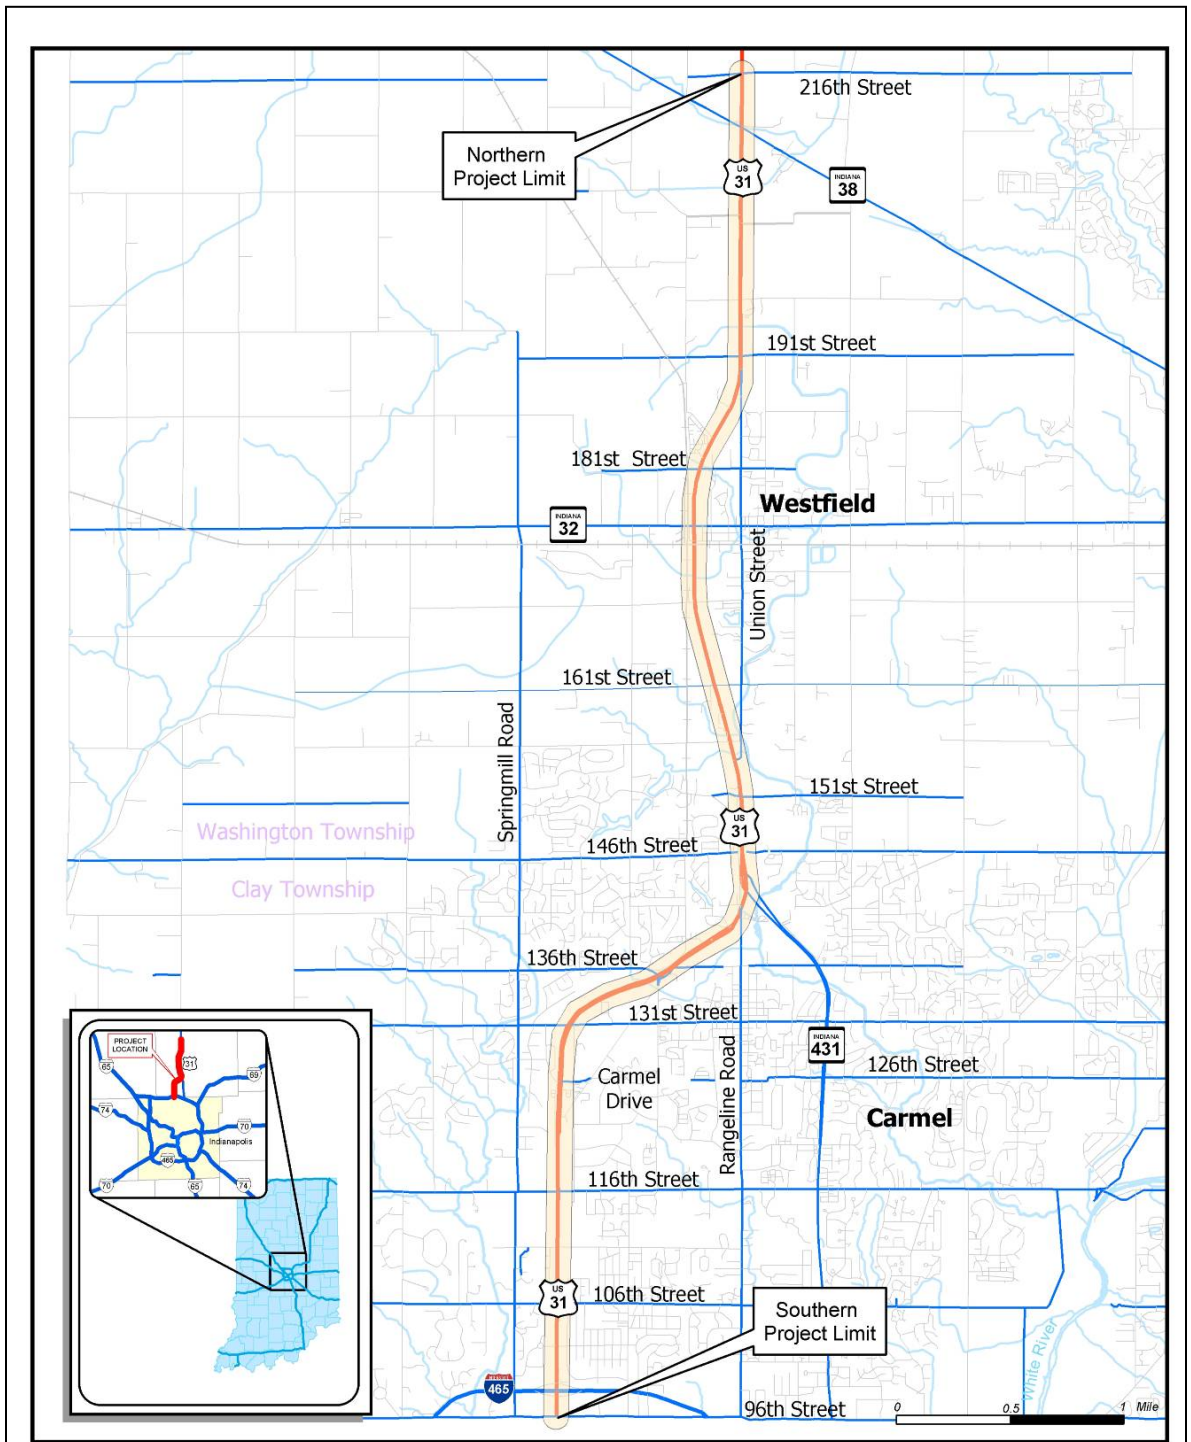 216th Street
Northern
Project Limit
US
31
INDIANA
38
191st Street
181st Street
Westfield
INDIANA
32
Union Street
161st Street
Springmill Road
151st Street
US
31
Washington Township
146th Street
Clay Township
136th Street
131st Street
INDIANA
431
126th Street
Carmel
Drive
Rangeline Road
Carmel
116th Street
US
31
106th Street
Southern
Project Limit
White River
465
96th Street
0 0.5 1 Mile
PROJECT
LOCATION
65
31
69
74
70
Indianapolis
465
70
65
74